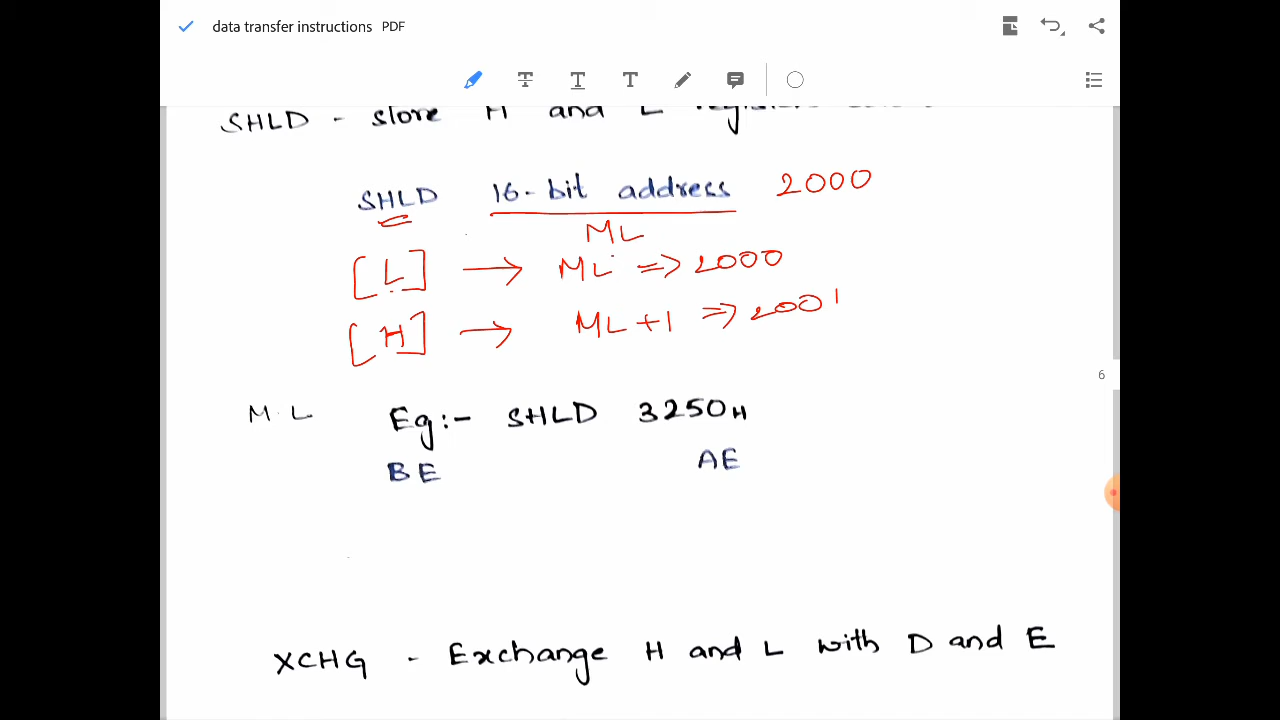 data transfer instructions PDF
SHLD - store H and L
SHLD 16-bit address 2000
ML
[L] → ML => 2000
[H] → ML+1 => 2001
6
M.L Eg:- SHLD 3250H
BE AE
XCHG - Exchange H and L with D and E